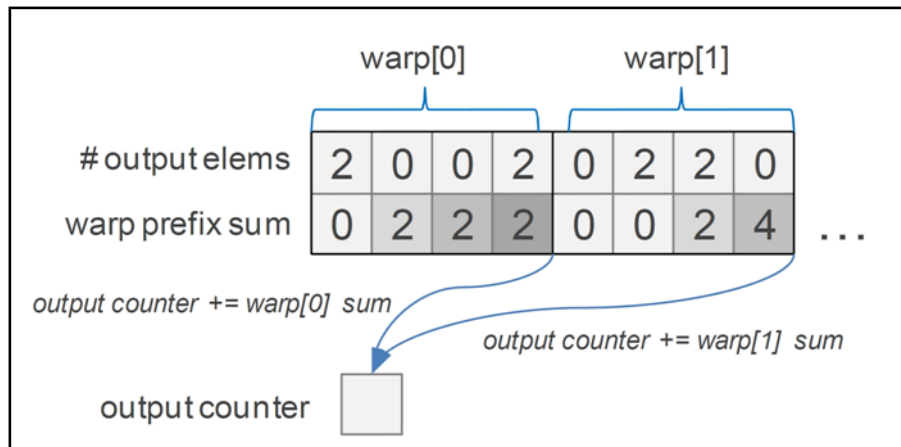 warp[0] warp[1]
# output elems 2 0 0 2 0 2 2 0
warp prefix sum 0 2 2 2 0 0 2 4 ...
output counter += warp[0] sum
output counter += warp[1] sum
output counter